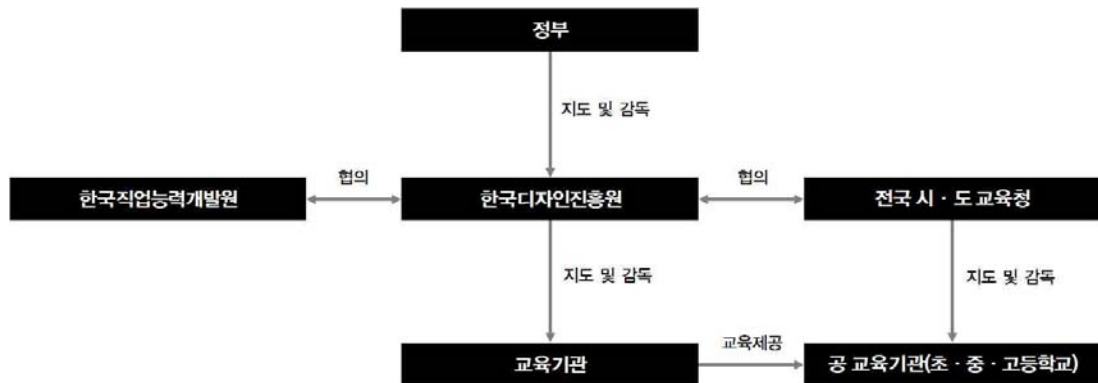 정부
지도 및 감독
협의
협의
한국직업능력개발원
한국디자인진흥원
전국 시 · 도 교육청
지도 및 감독
지도 및 감독
교육제공
교육기관
공 교육기관(초 · 중 · 고등학교)